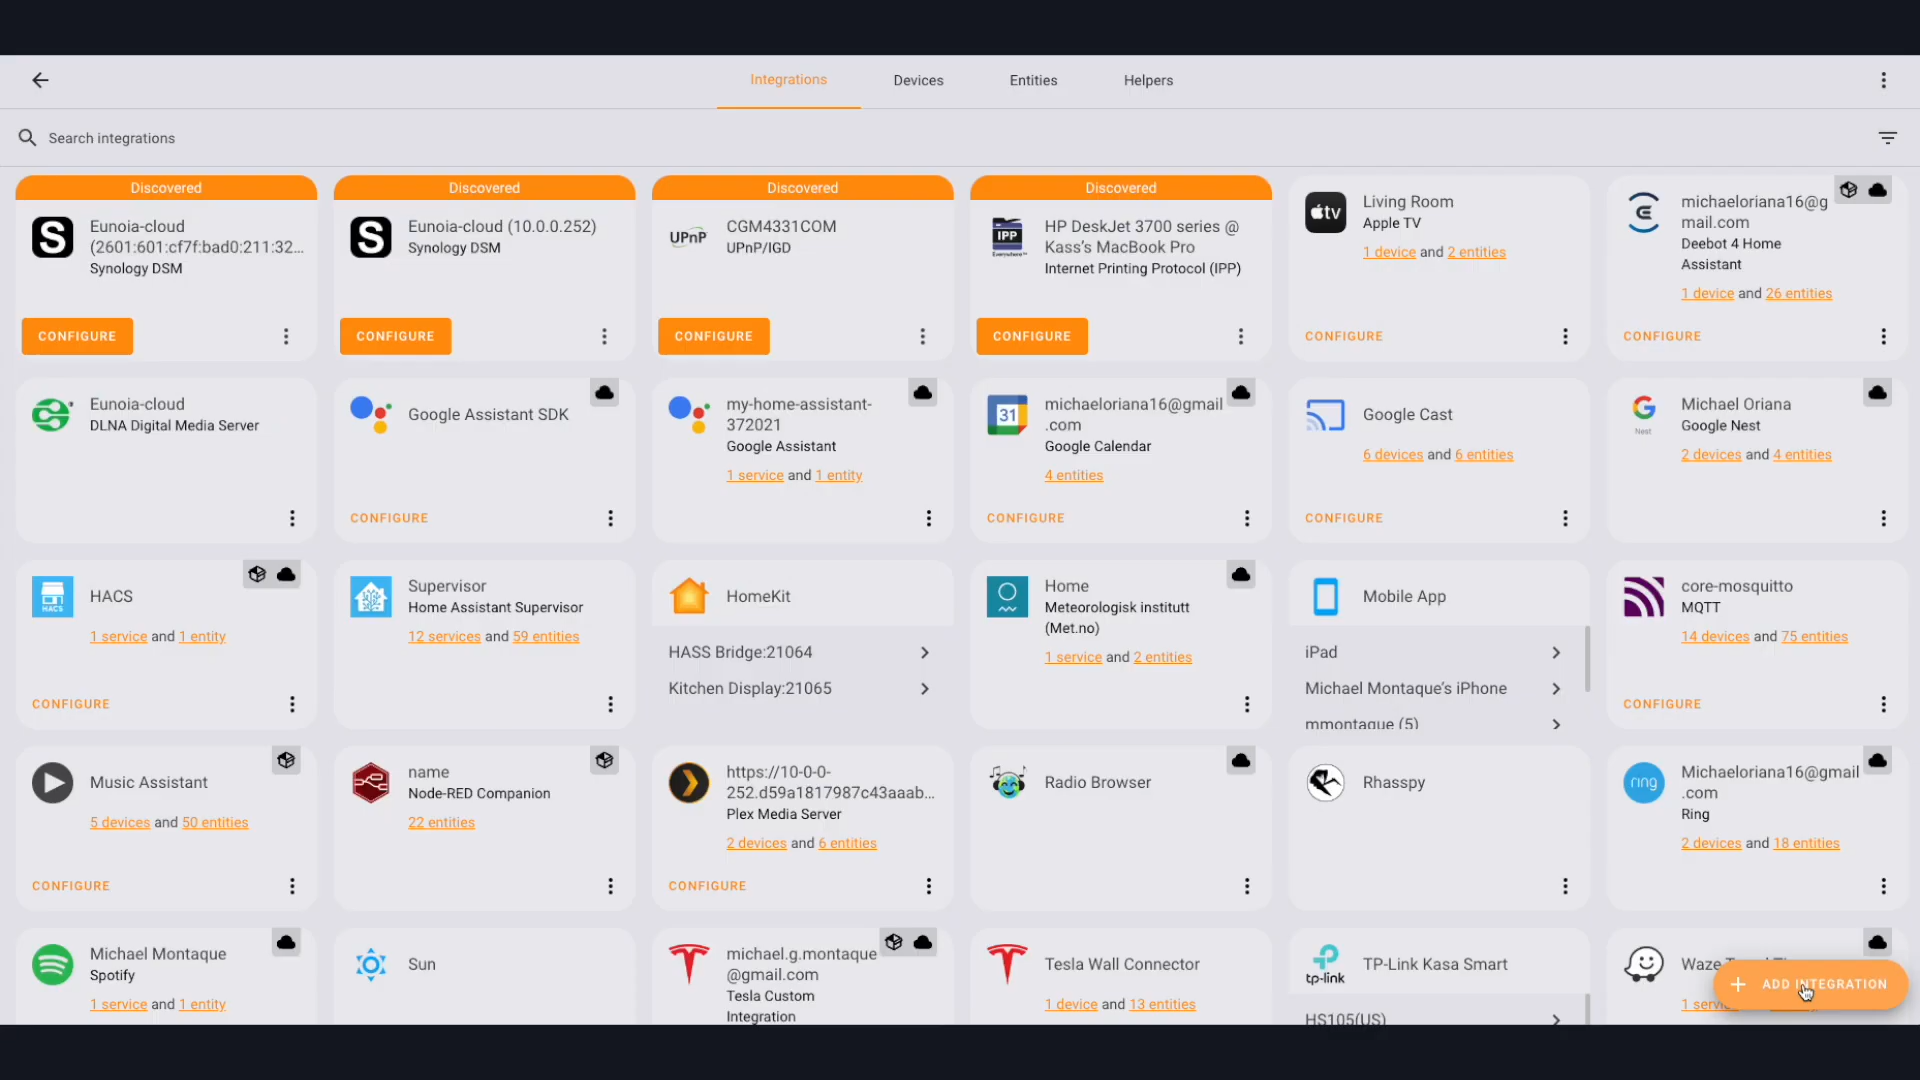 Integrations
Devices
Entities
Helpers
Search integrations
Discovered
Eunoia-cloud
(2601:601:cf7f:bad0:211:32...
Synology DSM
CONFIGURE
Discovered
Eunoia-cloud (10.0.0.252)
Synology DSM
CONFIGURE
Discovered
UPnP
CGM4331COM
UPnP/IGD
CONFIGURE
Discovered
IPP
Everywhere
HP DeskJet 3700 series @
Kass's MacBook Pro
Internet Printing Protocol (IPP)
CONFIGURE
tv
Living Room
Apple TV
1 device and 2 entities
CONFIGURE
michaeloriana16@g
mail.com
Deebot 4 Home
Assistant
1 device and 26 entities
CONFIGURE
Eunoia-cloud
DLNA Digital Media Server
Google Assistant SDK
CONFIGURE
my-home-assistant-
372021
Google Assistant
1 service and 1 entity
31
michaeloriana16@gmail
.com
Google Calendar
4 entities
CONFIGURE
Google Cast
6 devices and 6 entities
CONFIGURE
Nest
Michael Oriana
Google Nest
2 devices and 4 entities
HACS
HACS
1 service and 1 entity
CONFIGURE
Supervisor
Home Assistant Supervisor
12 services and 59 entities
HomeKit
HASS Bridge:21064
Kitchen Display:21065
Home
Meteorologisk institutt
(Met.no)
1 service and 2 entities
Mobile App
iPad
Michael Montaque's iPhone
mmontaque (5)
core-mosquitto
MQTT
14 devices and 75 entities
CONFIGURE
Music Assistant
5 devices and 50 entities
CONFIGURE
name
Node-RED Companion
22 entities
https://10-0-0-
252.d59a1817987c43aaab...
Plex Media Server
2 devices and 6 entities
CONFIGURE
Radio Browser
Rhasspy
ring
Michaeloriana16@gmail
.com
Ring
2 devices and 18 entities
Michael Montaque
Spotify
1 service and 1 entity
Sun
michael.g.montaque
@gmail.com
Tesla Custom
Integration
Tesla Wall Connector
1 device and 13 entities
tp-link
TP-Link Kasa Smart
HS105(US)
Waze
1
ADD INTEGRATION